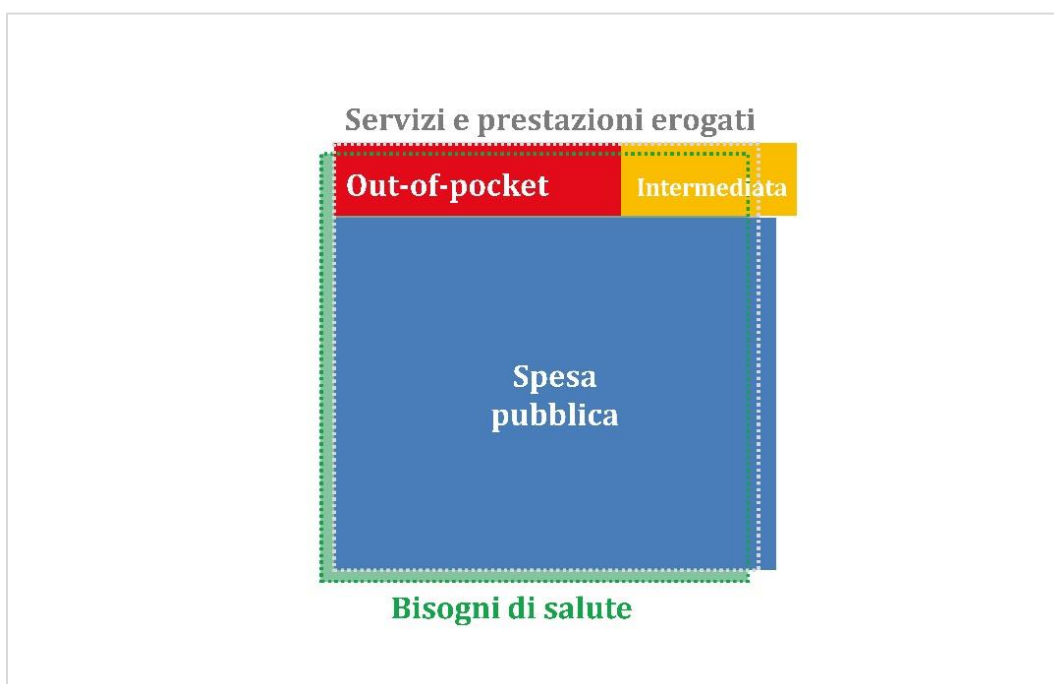 Servizi e prestazioni erogati
Out-of-pocket
Intermediata
Spesa
pubblica
Bisogni di salute